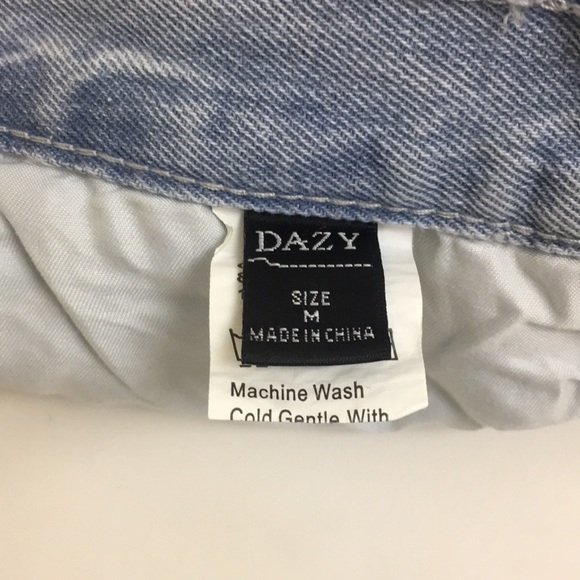 DAZY
SIZE
M
MADE IN CHINA
Machine Wash
Cold Gentle With